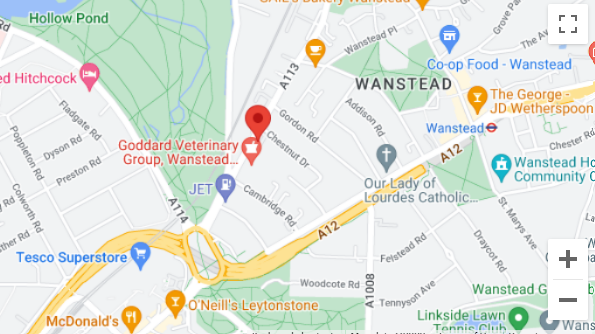 Hollow Pond
Bakery Wanstead
Grove Park
The Ave
Wanstead Pl
A113
Co-op Food - Wanstead
ed Hitchcock
WANSTEAD
The George -
JD Wetherspoon
Addison Rd
Gordon Rd
Fladgate Rd
Dyson Rd
Poppleton Rd
Goddard Veterinary
Group, Wanstead...
Chestnut Dr
Wanstead
A12
Chester Rd
Wanstead Ho
Community C
Preston Rd
Colworth Rd
JET
Our Lady of
Lourdes Catholic...
A114
Cambridge Rd
St. Marys Ave
ther Rd
A12
Felstead Rd
Draycot Rd
Tesco Superstore
Woodcote Rd
A1008
Wanstead G
Tennyson Ave
O'Neill's Leytonstone
McDonald's
Linkside Lawn
Tennis Club
Wanst